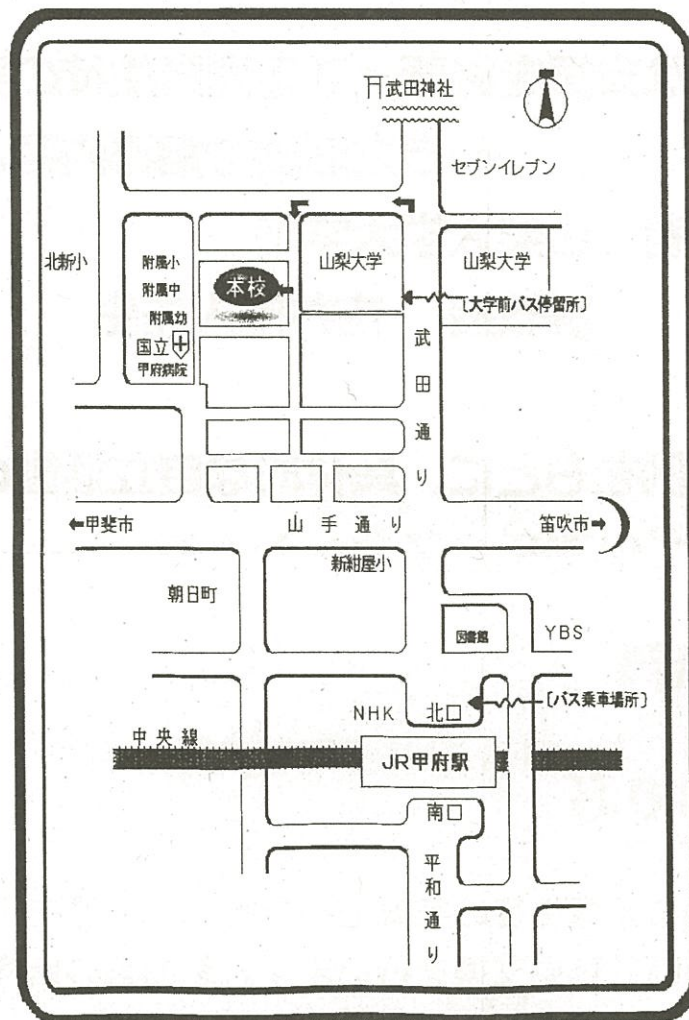 武田神社
セブンイレブン
北新小
附属小
附属中
附属幼
国立
甲府病院
本校
山梨大学
山梨大学
〔大学前バス停留所〕
武田通り
←甲斐市
山手通り
笛吹市→
新紺屋小
朝日町
図書館
YBS
NHK
北口
〔バス乗車場所〕
中央線
JR甲府駅
南口
平和通り